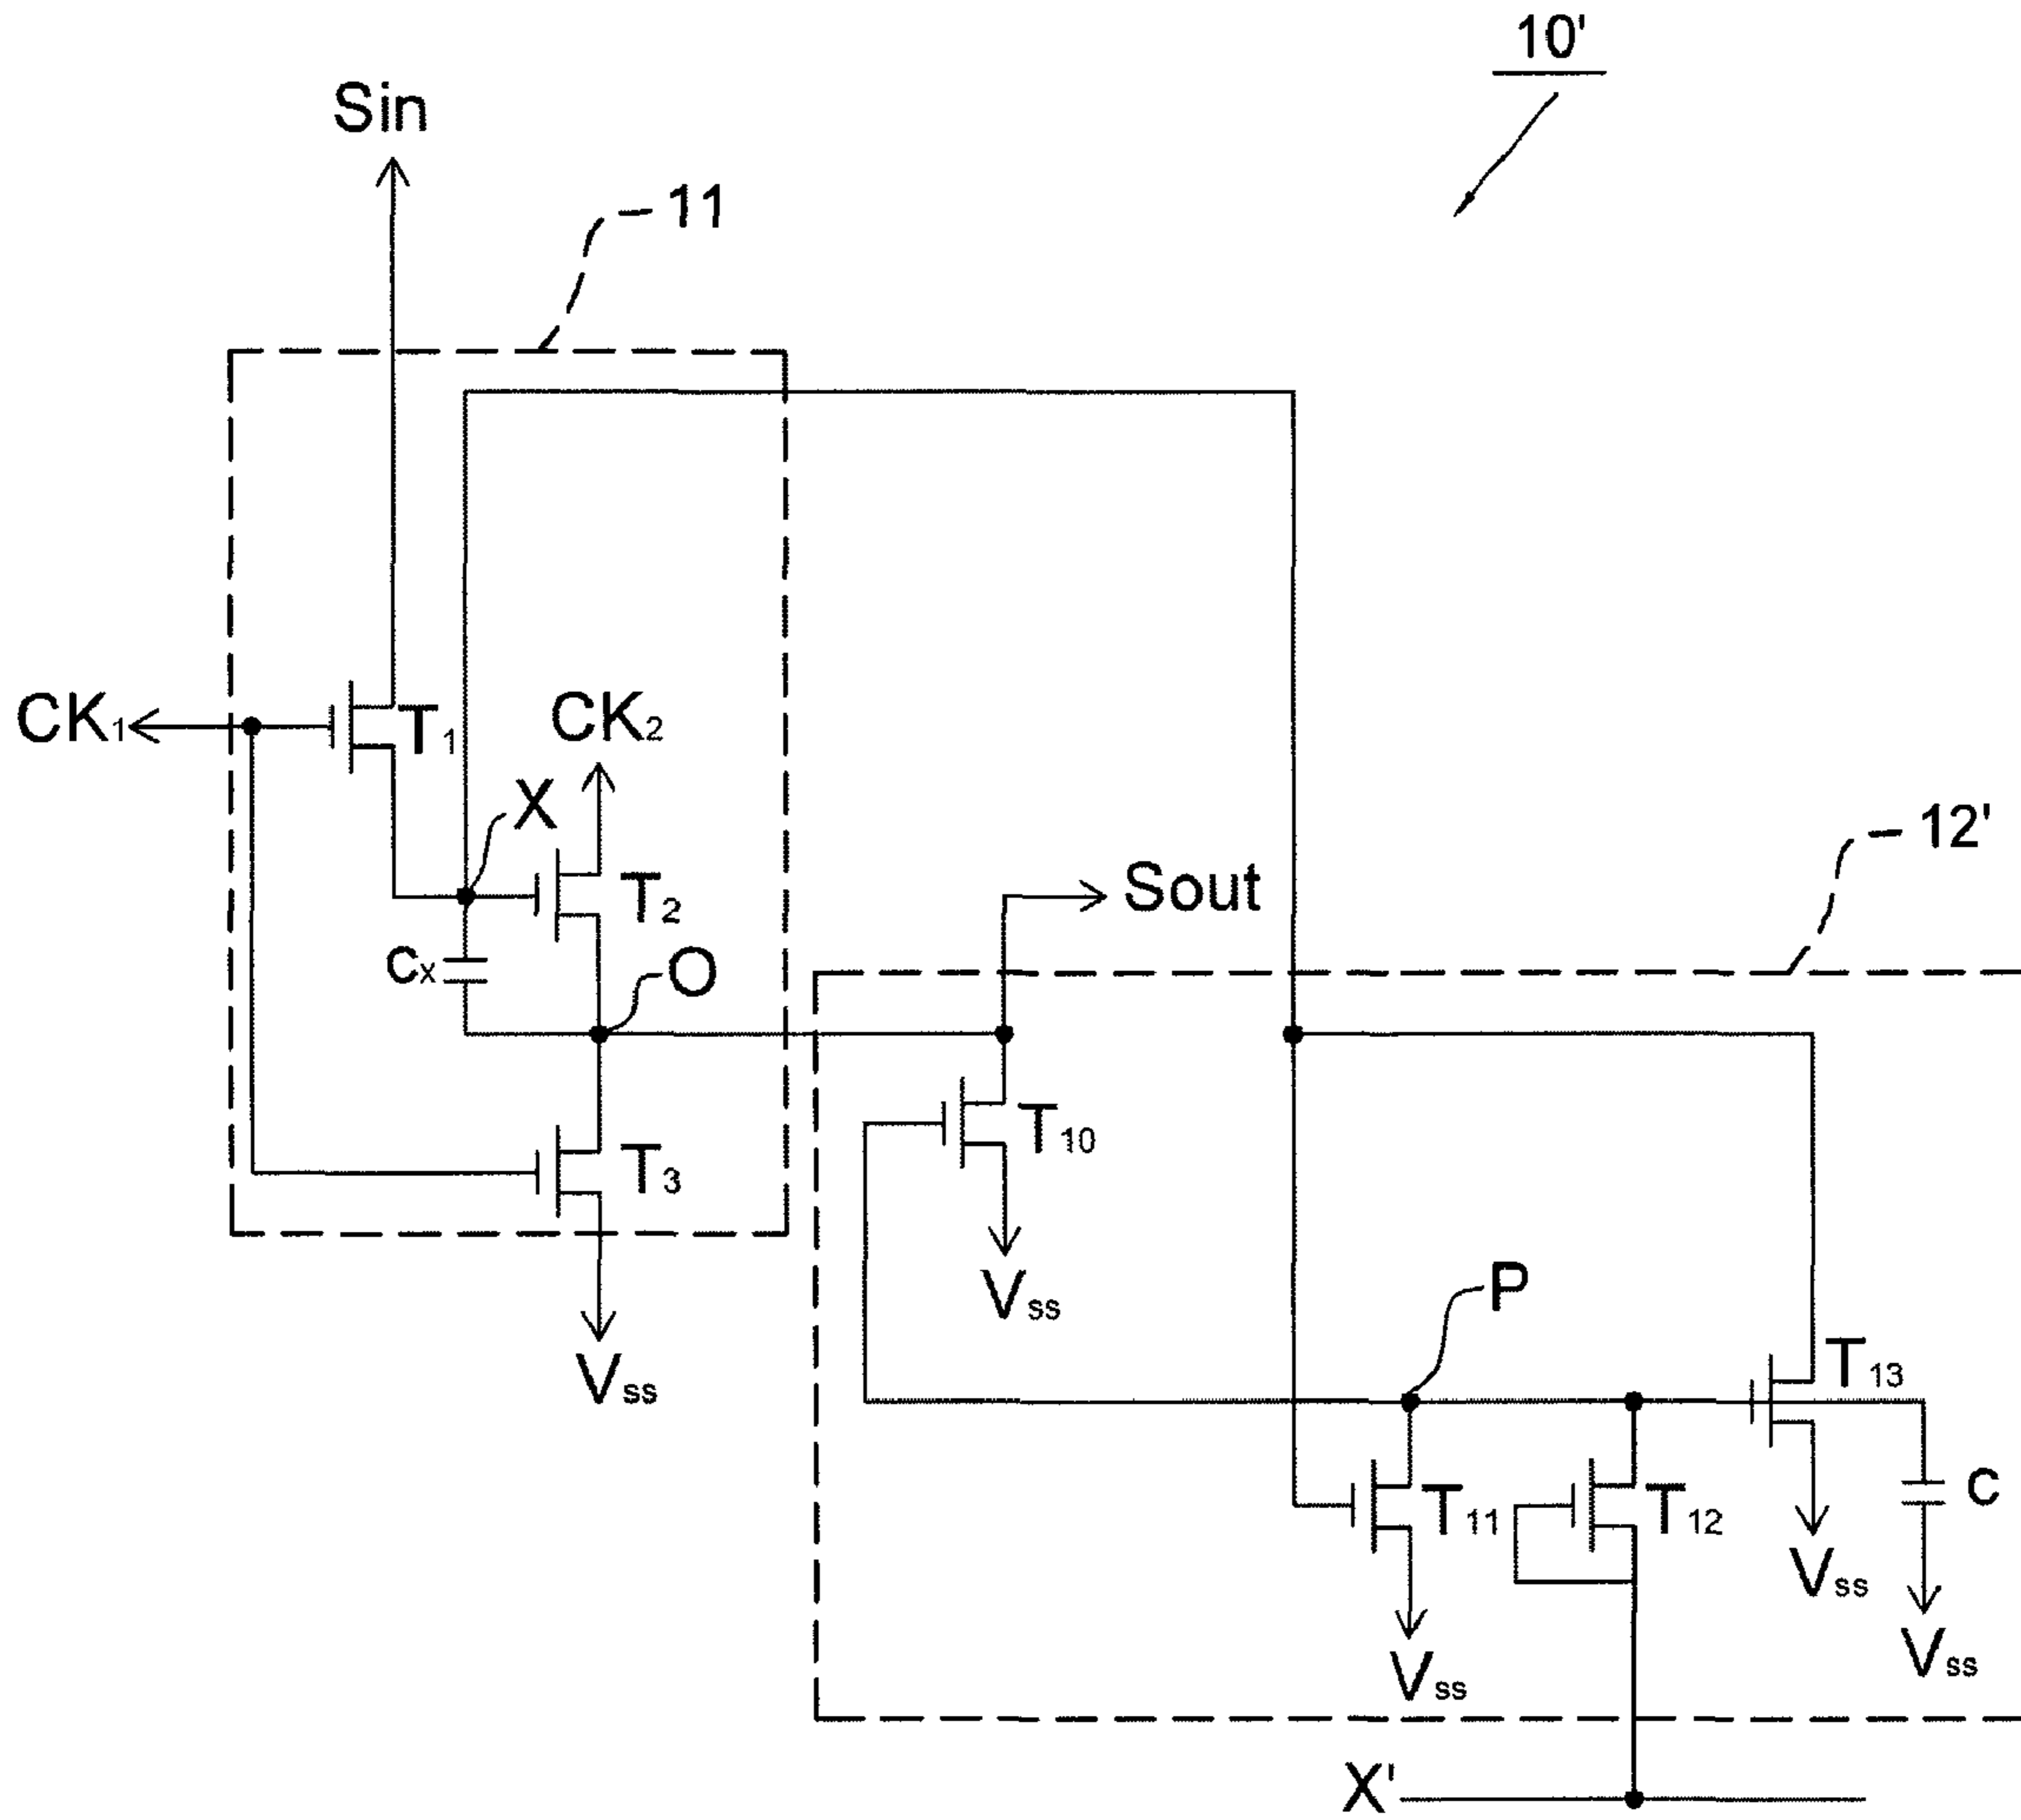 10'
Sin
11
CK₁
T₁
CK₂
X
T₂
12'
Sout
Cₓ
O
T₁₀
T₃
Vss
P
T₁₃
Vss
T₁₁
T₁₂
C
Vss
Vss
Vss
X'